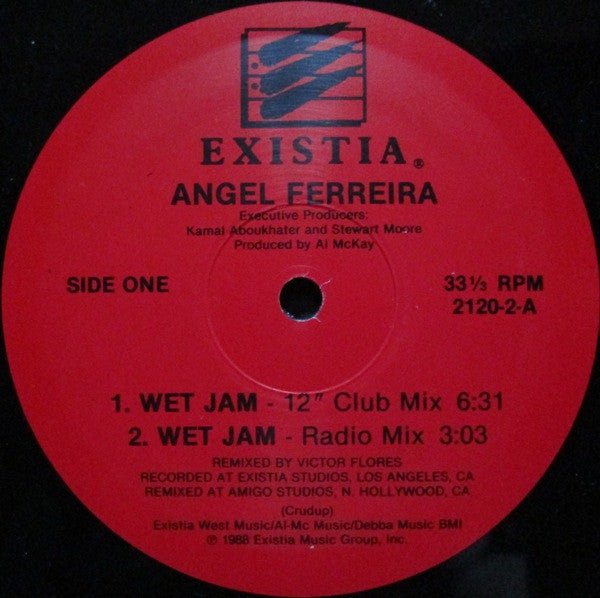 EXISTIA®
ANGEL FERREIRA
Executive Producers:
Kamal Aboukhater and Stewart Moore
Produced by Al McKay
SIDE ONE
33⅓ RPM
2120-2-A
1. WET JAM - 12" Club Mix 6:31
2. WET JAM - Radio Mix 3:03
REMIXED BY VICTOR FLORES
RECORDED AT EXISTIA STUDIOS, LOS ANGELES, CA
REMIXED AT AMIGO STUDIOS, N. HOLLYWOOD, CA
(Crudup)
Existia West Music/Al-Mc Music/Debba Music BMI
℗ 1988 Existia Music Group, Inc.